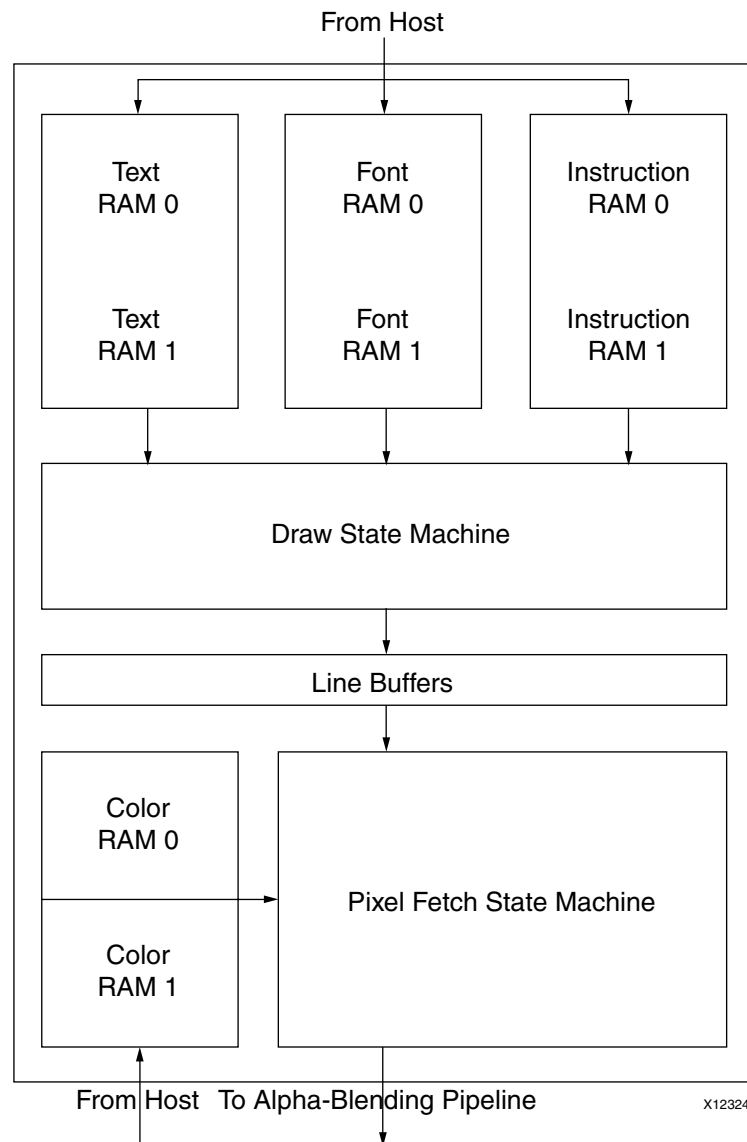 From Host
Text
RAM 0
Font
RAM 0
Instruction
RAM 0
Text
RAM 1
Font
RAM 1
Instruction
RAM 1
Draw State Machine
Line Buffers
Color
RAM 0
Pixel Fetch State Machine
Color
RAM 1
From Host
To Alpha-Blending Pipeline
X12324